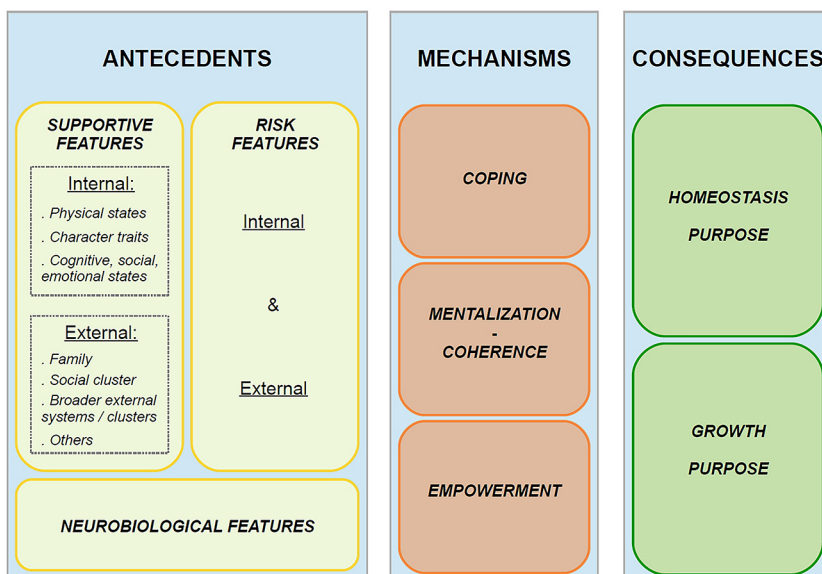 ANTECEDENTS
SUPPORTIVE
FEATURES
Internal:
. Physical states
. Character traits
. Cognitive, social,
emotional states
External:
. Family
. Social cluster
. Broader external
systems / clusters
. Others
RISK
FEATURES
Internal
&
External
NEUROBIOLOGICAL FEATURES
MECHANISMS
COPING
MENTALIZATION
-
COHERENCE
EMPOWERMENT
CONSEQUENCES
HOMEOSTASIS
PURPOSE
GROWTH
PURPOSE